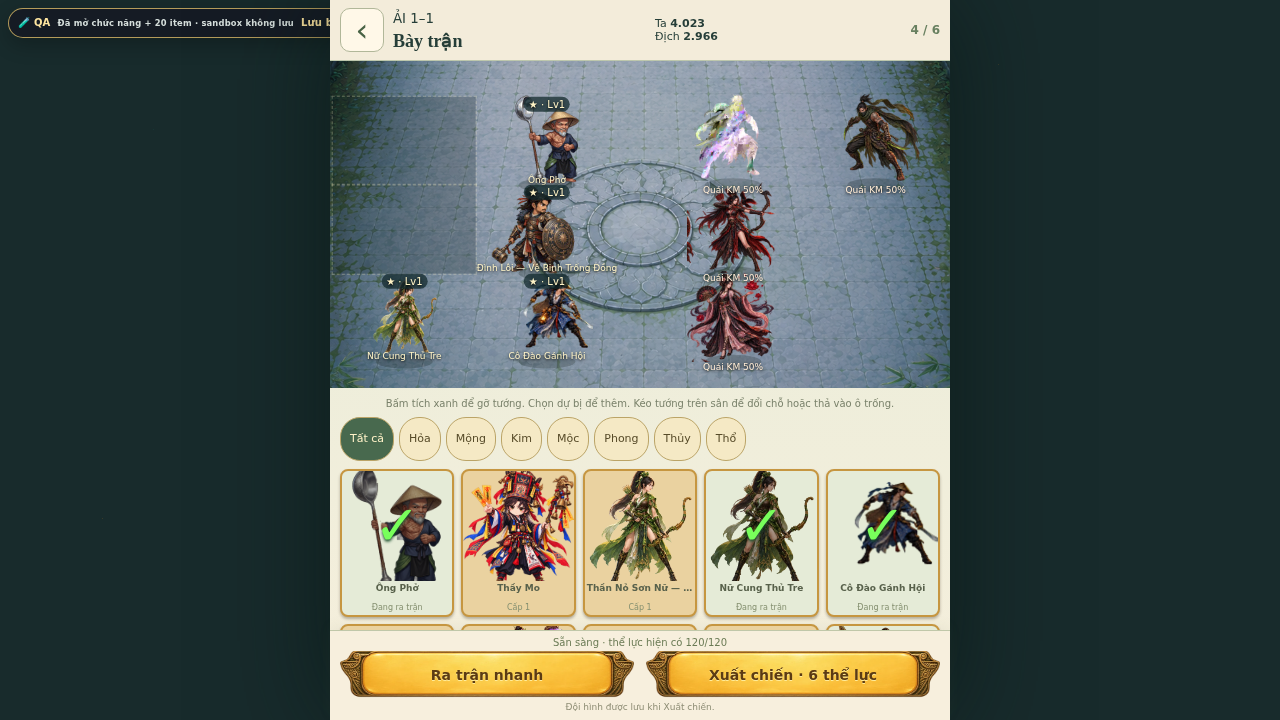 🧪 QA Đã mở chức năng + 20 item · sandbox không lưu Lưu b
‹
ẢI 1–1
Bày trận
Ta 4.023
Địch 2.966
4 / 6
★ · Lv1
Ông Phở
Quái KM 50%
Quái KM 50%
★ · Lv1
Đinh Lôi — Vệ Binh Trống Đồng
Quái KM 50%
★ · Lv1
★ · Lv1
Nữ Cung Thủ Tre
Cô Đào Gánh Hội
Quái KM 50%
Bấm tích xanh để gỡ tướng. Chọn dự bị để thêm. Kéo tướng trên sân để đổi chỗ hoặc thả vào ô trống.
Tất cả
Hỏa
Mộng
Kim
Mộc
Phong
Thủy
Thổ
Ông Phở
Đang ra trận
Thầy Mo
Cấp 1
Thần Nỏ Sơn Nữ — …
Cấp 1
Nữ Cung Thủ Tre
Đang ra trận
Cô Đào Gánh Hội
Đang ra trận
Sẵn sàng · thể lực hiện có 120/120
Ra trận nhanh
Xuất chiến · 6 thể lực
Đội hình được lưu khi Xuất chiến.